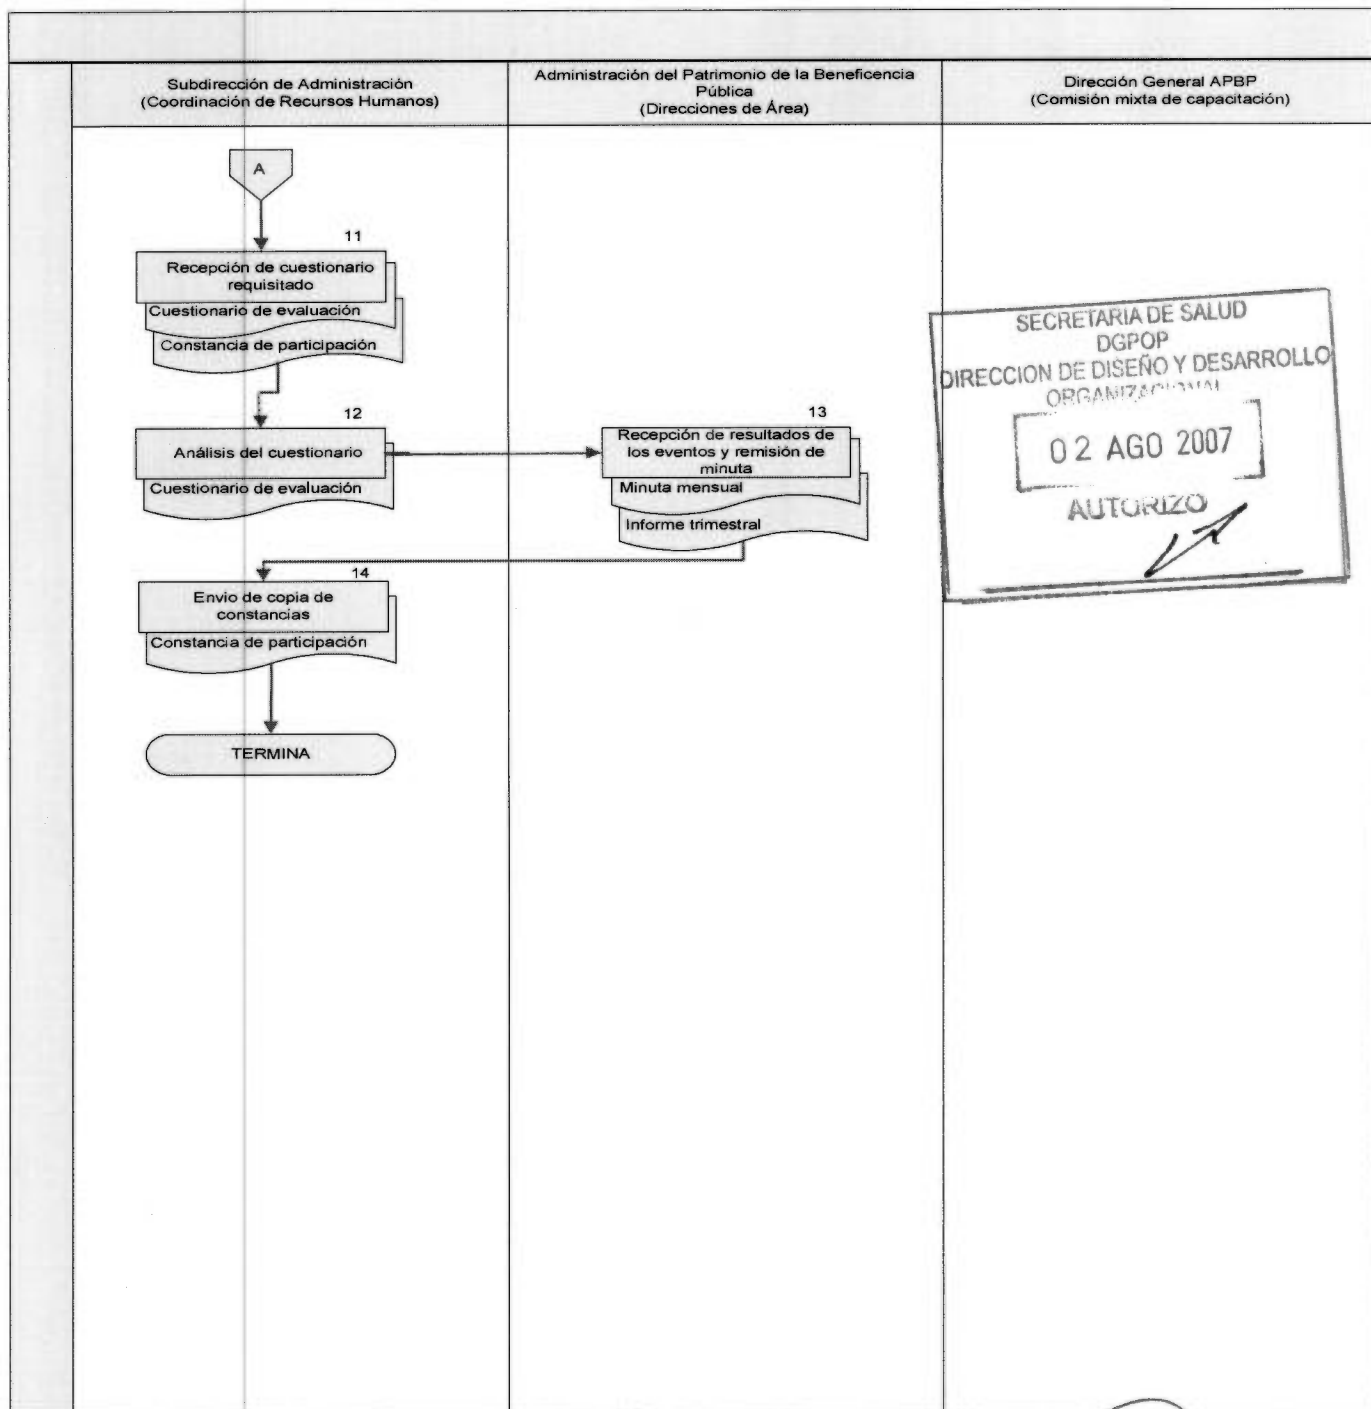 Subdirección de Administración
(Coordinación de Recursos Humanos)
Administración del Patrimonio de la Beneficencia
Pública
(Direcciones de Área)
Dirección General APBP
(Comisión mixta de capacitación)
A
11
Recepción de cuestionario
requisitado
Cuestionario de evaluación
Constancia de participación
12
Análisis del cuestionario
Cuestionario de evaluación
13
Recepción de resultados de
los eventos y remisión de
minuta
Minuta mensual
Informe trimestral
14
Envio de copia de
constancias
Constancia de participación
TERMINA
SECRETARIA DE SALUD
DGPOP
DIRECCION DE DISEÑO Y DESARROLLO
ORGANIZACIONAL
02 AGO 2007
AUTORIZO